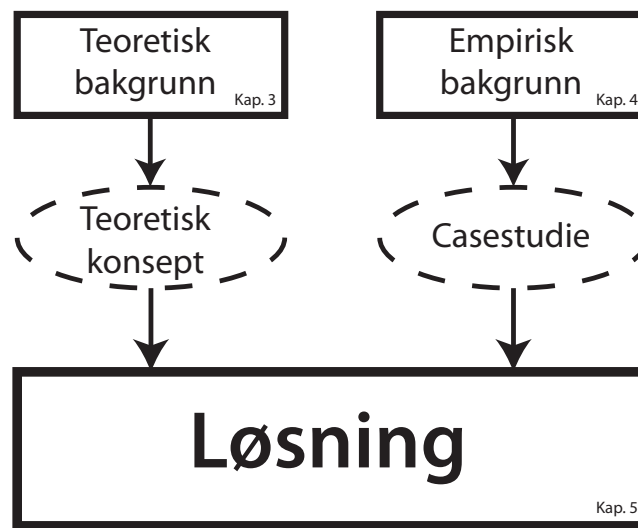 Teoretisk
bakgrunn
Kap. 3
Empirisk
bakgrunn
Kap. 4
Teoretisk
konsept
Casestudie
Løsning
Kap. 5